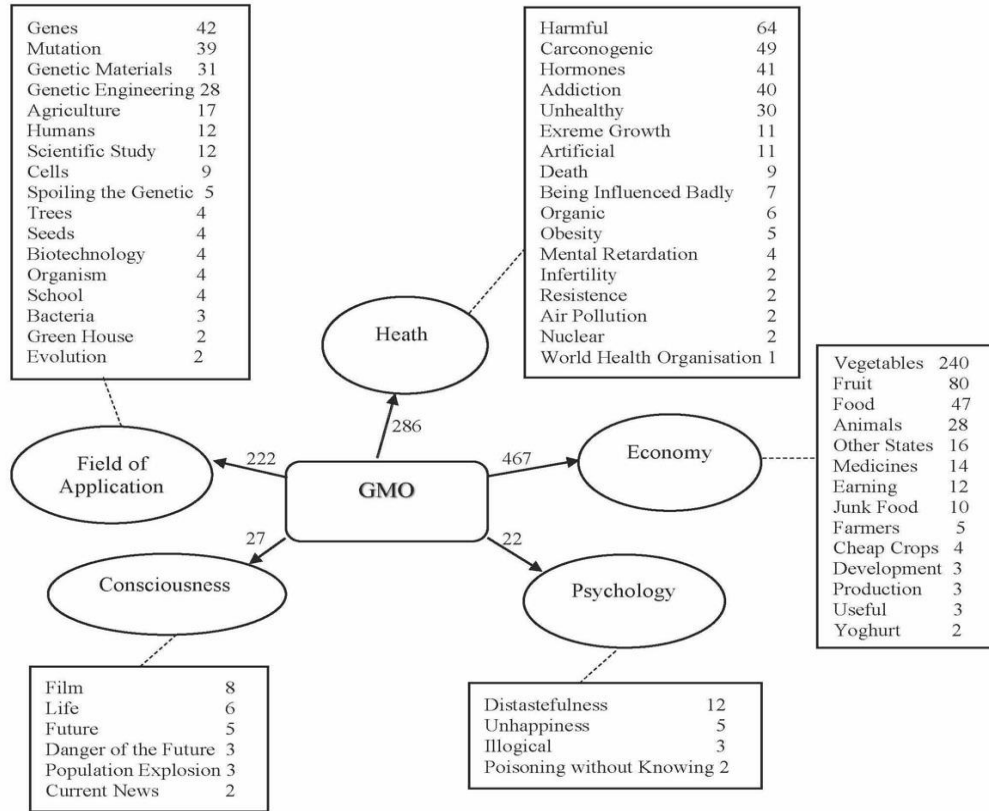 Genes 42
Mutation 39
Genetic Materials 31
Genetic Engineering 28
Agriculture 17
Humans 12
Scientific Study 12
Cells 9
Spoiling the Genetic 5
Trees 4
Seeds 4
Biotechnology 4
Organism 4
School 4
Bacteria 3
Green House 2
Evolution 2
Harmful 64
Carconogenic 49
Hormones 41
Addiction 40
Unhealthy 30
Exreme Growth 11
Artificial 11
Death 9
Being Influenced Badly 7
Organic 6
Obesity 5
Mental Retardation 4
Infertility 2
Resistence 2
Air Pollution 2
Nuclear 2
World Health Organisation 1
Heath
286
Vegetables 240
Fruit 80
Food 47
Animals 28
Other States 16
Medicines 14
Earning 12
Junk Food 10
Farmers 5
Cheap Crops 4
Development 3
Production 3
Useful 3
Yoghurt 2
Field of
Application
222
GMO
467
Economy
27
Consciousness
22
Psychology
Film 8
Life 6
Future 5
Danger of the Future 3
Population Explosion 3
Current News 2
Distastefulness 12
Unhappiness 5
Illogical 3
Poisoning without Knowing 2